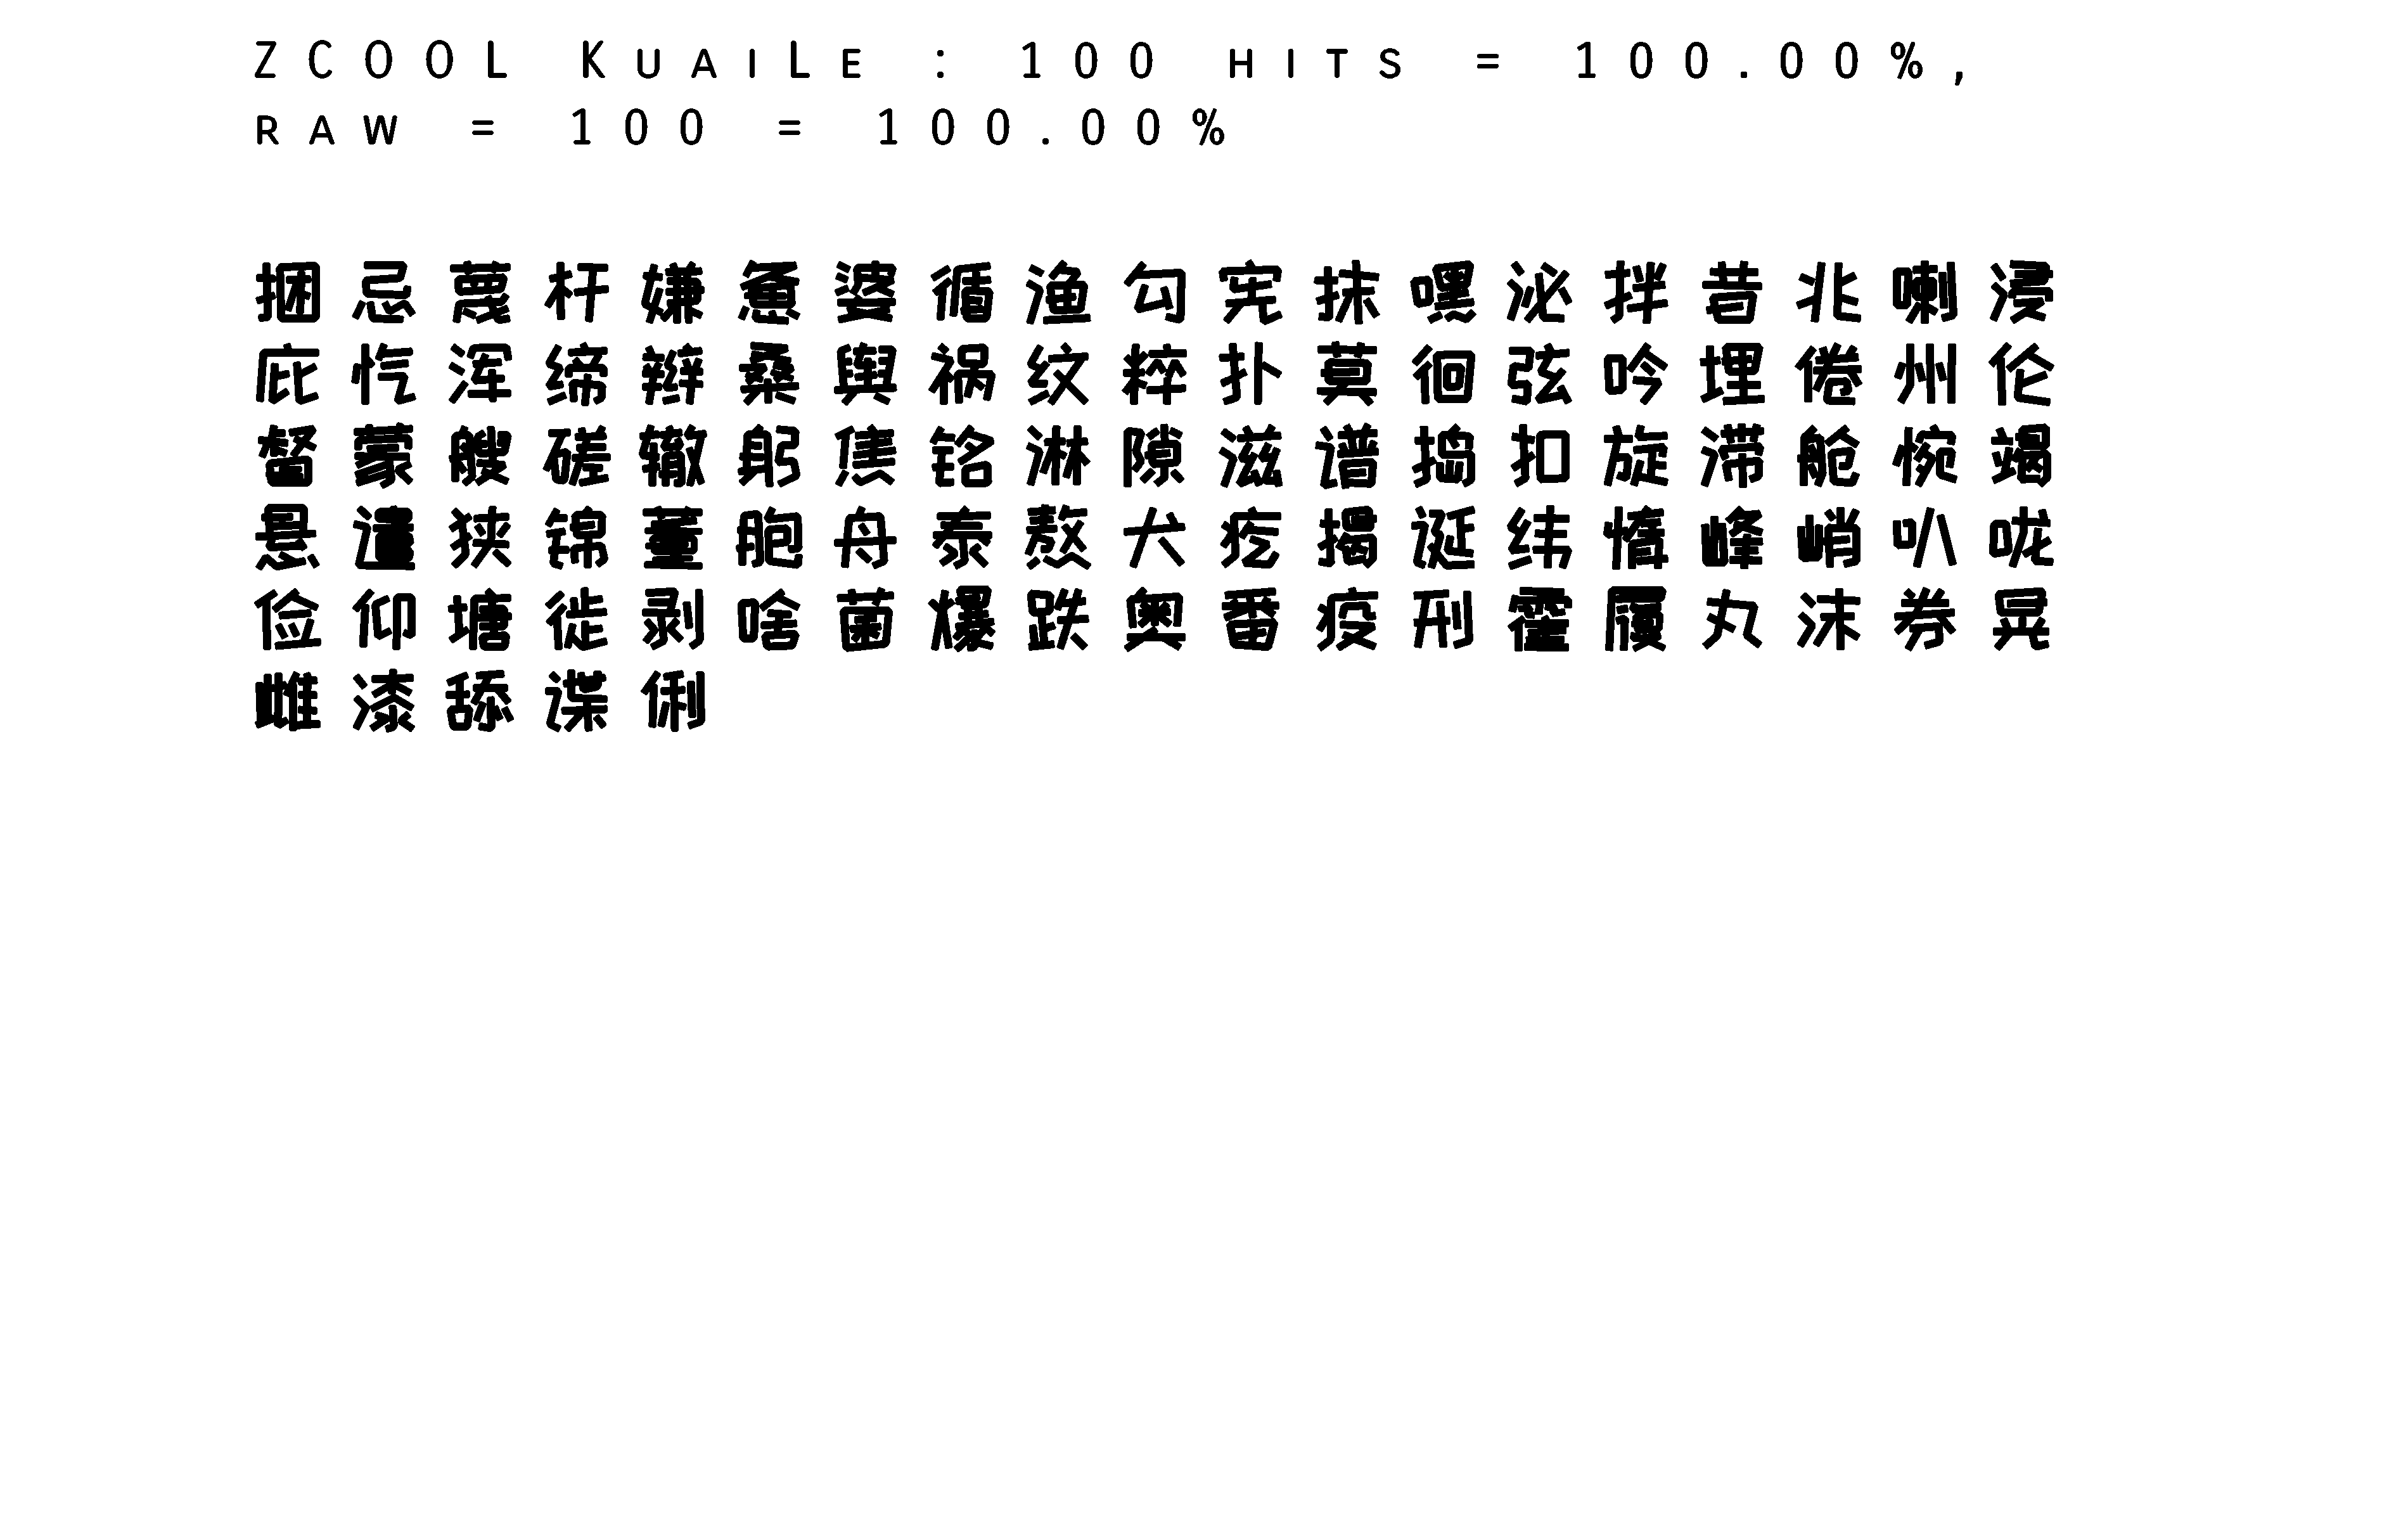 ZCOOL KuaiLe : 100 hits = 100.00%,
raw = 100 = 100.00%
捆忌蔑杆嫌惫婆循渔勾宪抹嘿泌拌昔兆喇浸
庇忾浑缔辫桑舆祸纹粹扑莫徊弦吟埋倦州伦
督蒙艘磋辙躬隽铭淋隙滋谱捣扣旋滞舱惋竭
悬遣狭锦董胞舟泰熬犬疙揭诞纬惰峰峭叭咙
俭仰塘徙剥啥菌爆跌奥番疫刑霍履丸沫券晃
雌漆舔谍俐